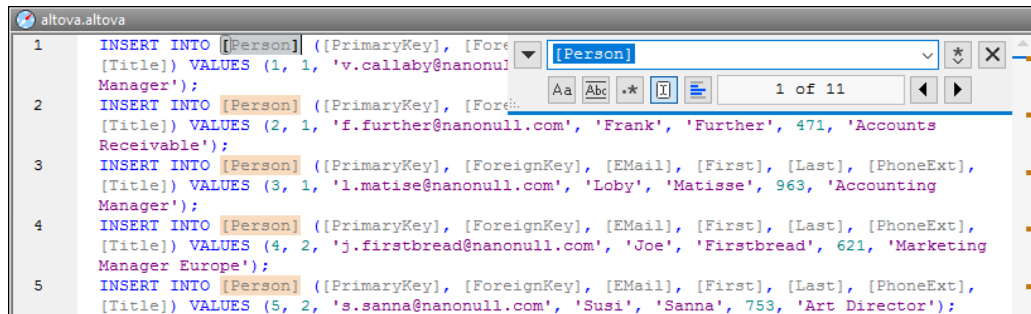 altova.altova
1 INSERT INTO [Person] ([PrimaryKey], [Fore
[Person]
[Title]) VALUES (1, 1, 'v.callaby@nanonul
Aa Abc .* 1 of 11
Manager');
2 INSERT INTO [Person] ([PrimaryKey], [Fore
[Title]) VALUES (2, 1, 'f.further@nanonull.com', 'Frank', 'Further', 471, 'Accounts
Receivable');
3 INSERT INTO [Person] ([PrimaryKey], [ForeignKey], [EMail], [First], [Last], [PhoneExt],
[Title]) VALUES (3, 1, 'l.matise@nanonull.com', 'Loby', 'Matisse', 963, 'Accounting
Manager');
4 INSERT INTO [Person] ([PrimaryKey], [ForeignKey], [EMail], [First], [Last], [PhoneExt],
[Title]) VALUES (4, 2, 'j.firstbread@nanonull.com', 'Joe', 'Firstbread', 621, 'Marketing
Manager Europe');
5 INSERT INTO [Person] ([PrimaryKey], [ForeignKey], [EMail], [First], [Last], [PhoneExt],
[Title]) VALUES (5, 2, 's.sanna@nanonull.com', 'Susi', 'Sanna', 753, 'Art Director');